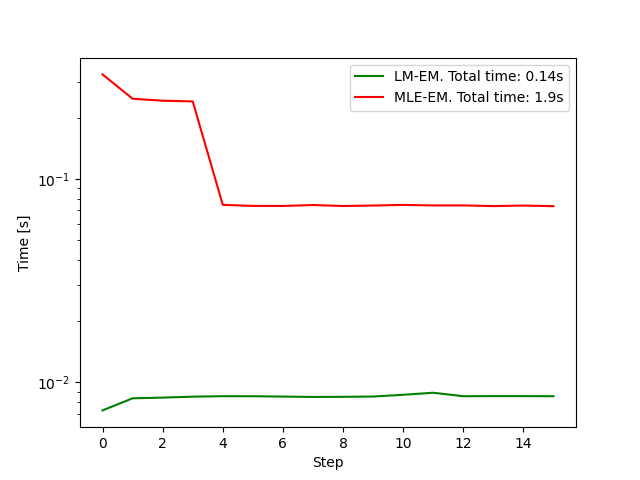 LM-EM. Total time: 0.14s
MLE-EM. Total time: 1.9s
10⁻¹
Time [s]
10⁻²
0 2 4 6 8 10 12 14
Step